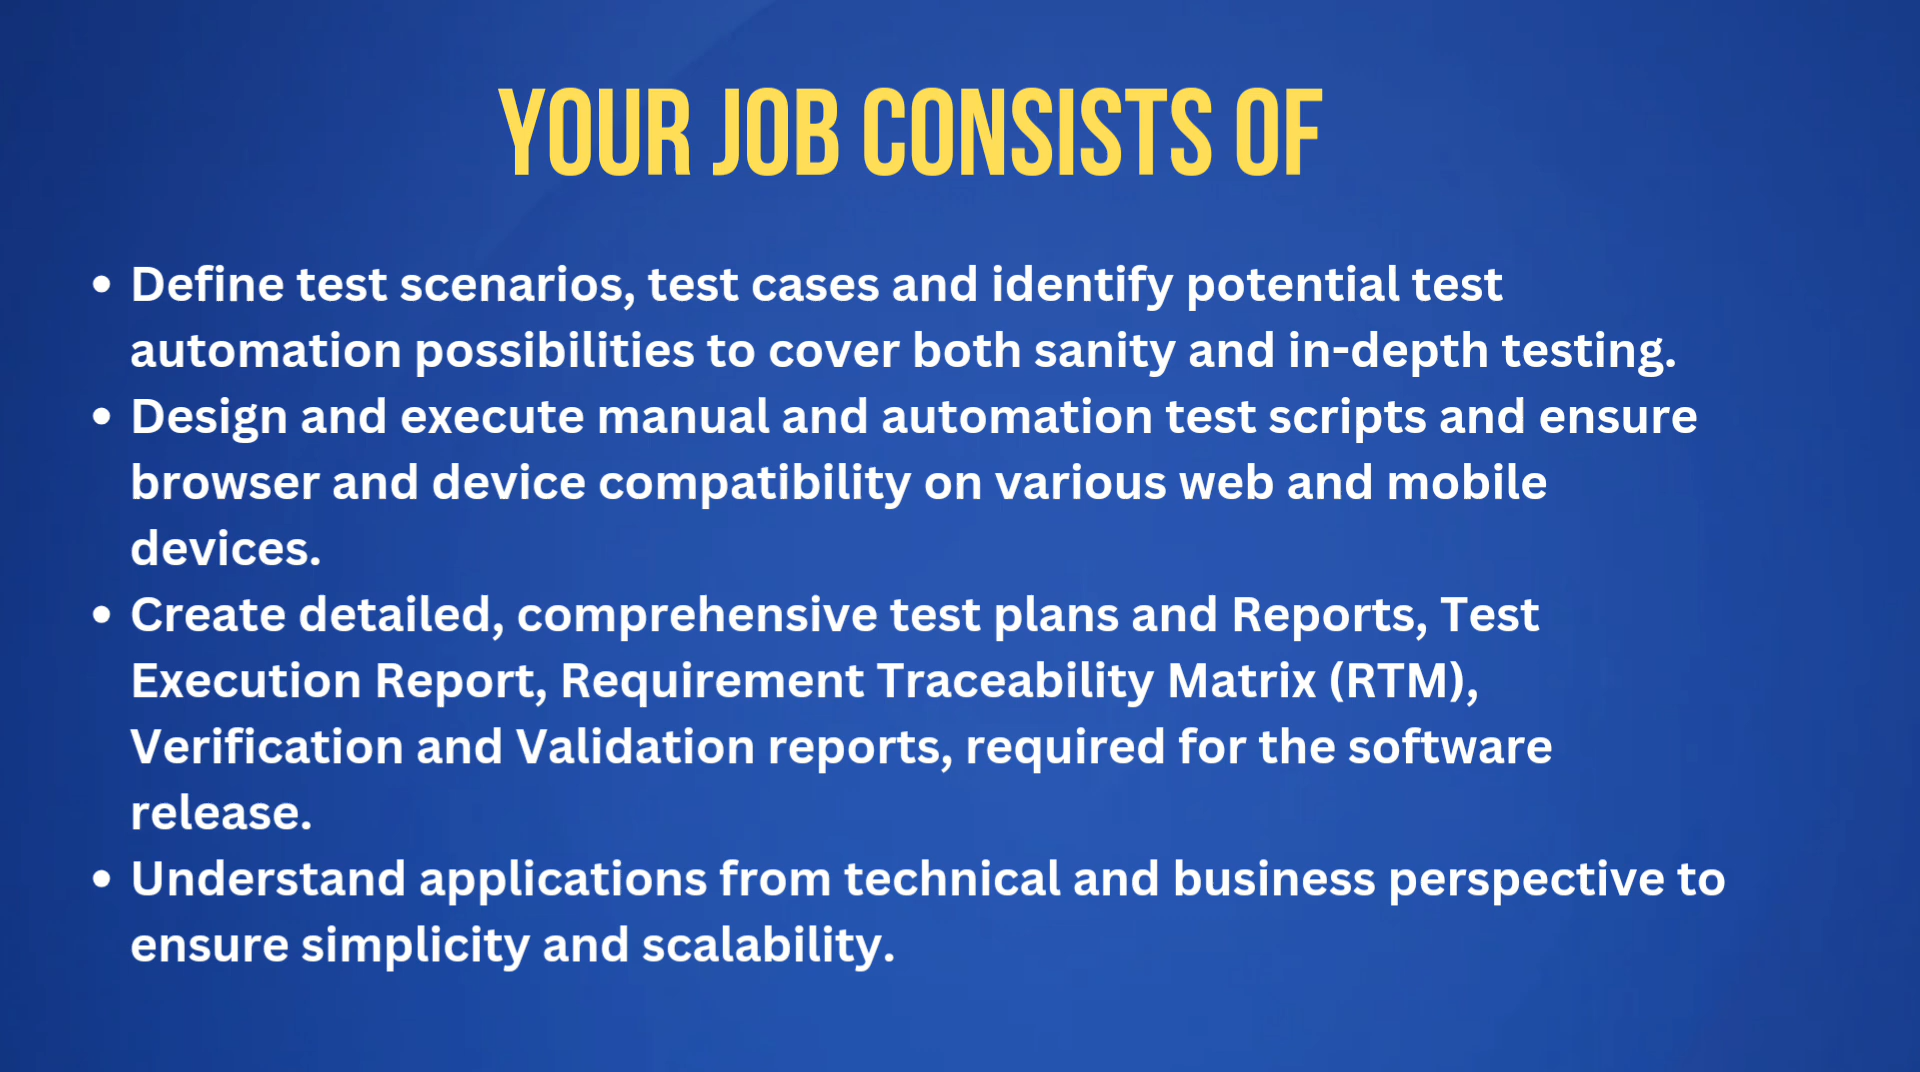 YOUR JOB CONSISTS OF
• Define test scenarios, test cases and identify potential test
automation possibilities to cover both sanity and in-depth testing.
• Design and execute manual and automation test scripts and ensure
browser and device compatibility on various web and mobile
devices.
• Create detailed, comprehensive test plans and Reports, Test
Execution Report, Requirement Traceability Matrix (RTM),
Verification and Validation reports, required for the software
release.
• Understand applications from technical and business perspective to
ensure simplicity and scalability.